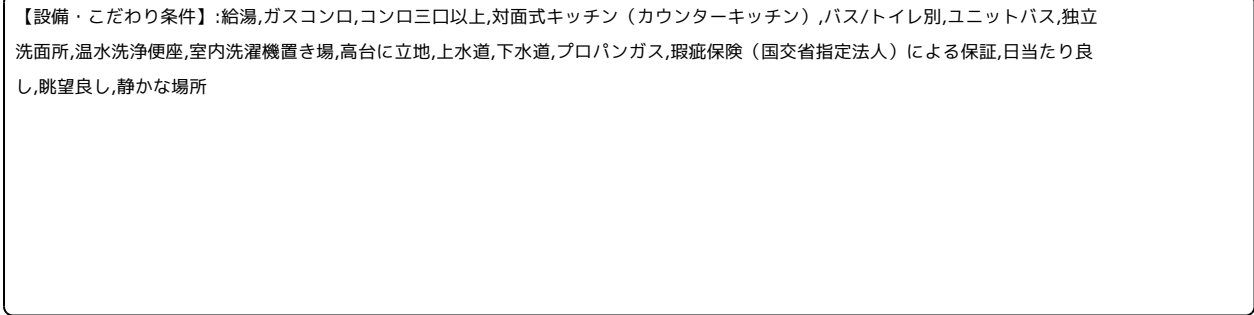 【設備・こだわり条件】:給湯,ガスコンロ,コンロ三口以上,対面式キッチン（カウンターキッチン）,バス/トイレ別,ユニットバス,独立
洗面所,温水洗浄便座,室内洗濯機置き場,高台に立地,上水道,下水道,プロパンガス,瑕疵保険（国交省指定法人）による保証,日当たり良
し,眺望良し,静かな場所